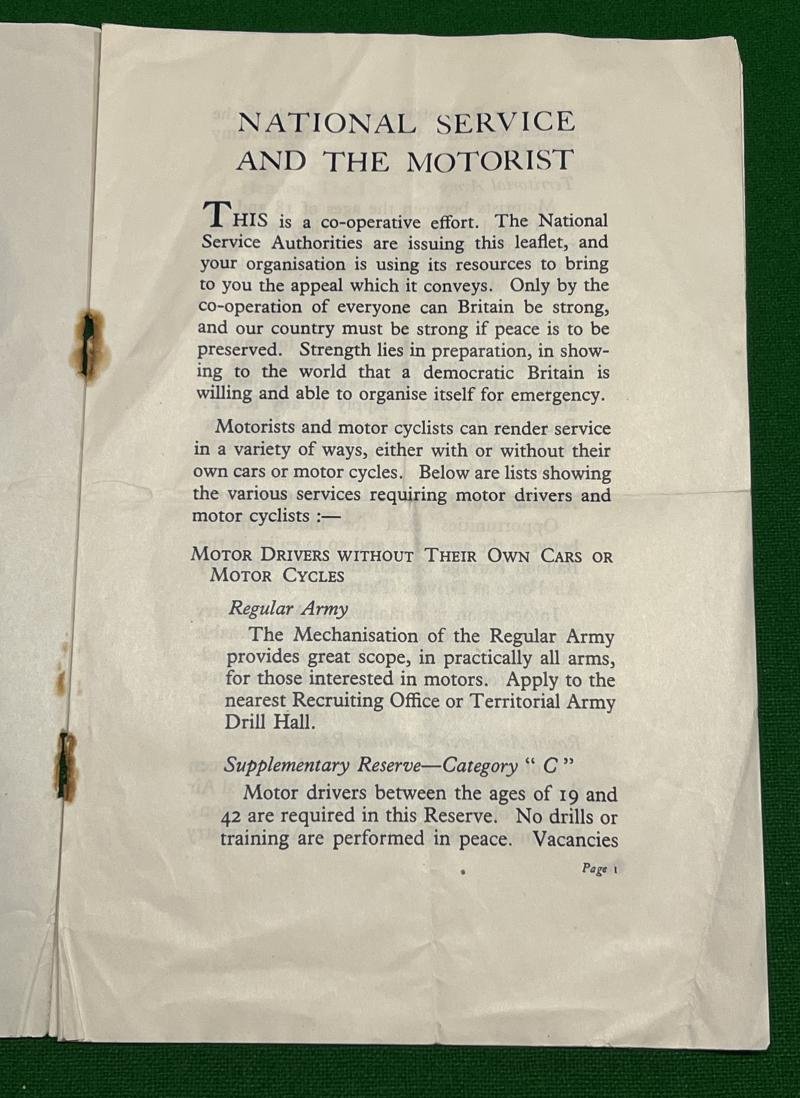 NATIONAL SERVICE
AND THE MOTORIST
THIS is a co-operative effort. The National
Service Authorities are issuing this leaflet, and
your organisation is using its resources to bring
to you the appeal which it conveys. Only by the
co-operation of everyone can Britain be strong,
and our country must be strong if peace is to be
preserved. Strength lies in preparation, in show-
ing to the world that a democratic Britain is
willing and able to organise itself for emergency.
Motorists and motor cyclists can render service
in a variety of ways, either with or without their
own cars or motor cycles. Below are lists showing
the various services requiring motor drivers and
motor cyclists :—
MOTOR DRIVERS WITHOUT THEIR OWN CARS OR
MOTOR CYCLES
Regular Army
The Mechanisation of the Regular Army
provides great scope, in practically all arms,
for those interested in motors. Apply to the
nearest Recruiting Office or Territorial Army
Drill Hall.
Supplementary Reserve—Category “ C ”
Motor drivers between the ages of 19 and
42 are required in this Reserve. No drills or
training are performed in peace. Vacancies
Page 1